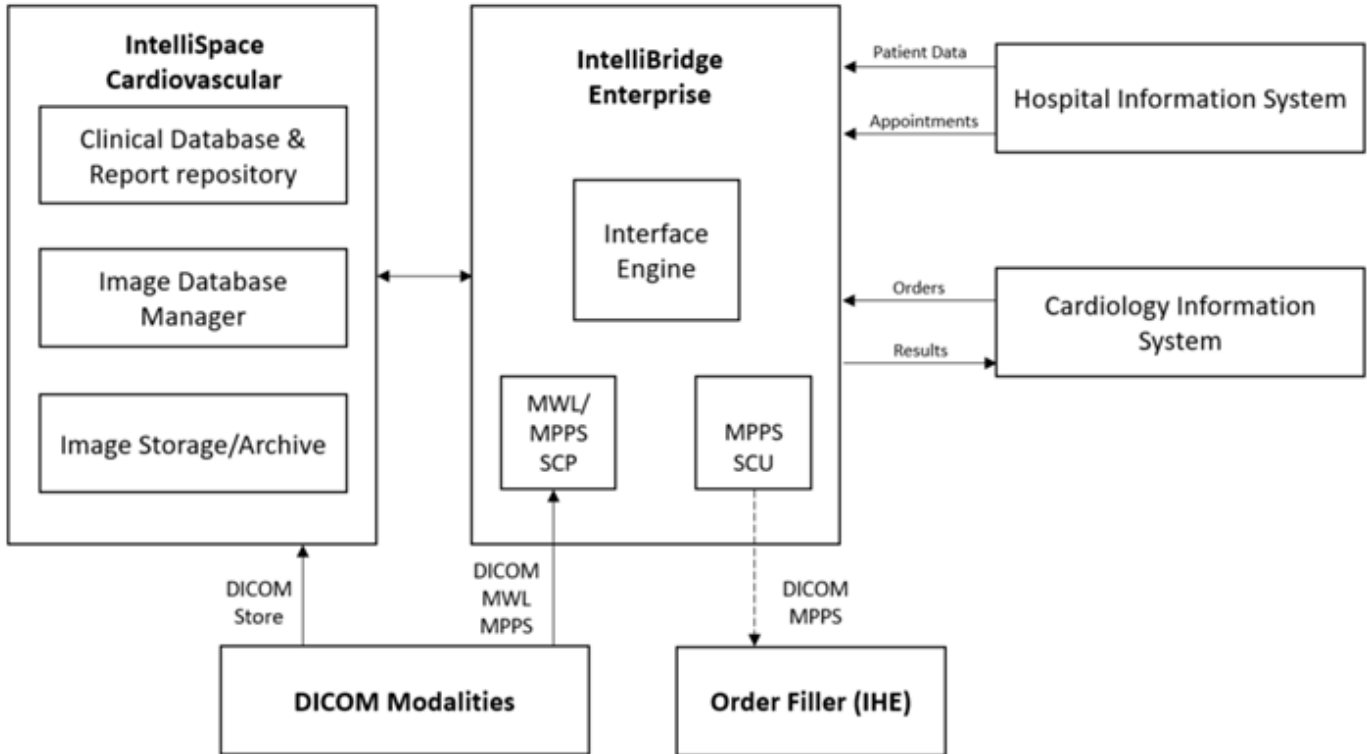 IntelliSpace
Cardiovascular
Clinical Database &
Report repository
Image Database
Manager
Image Storage/Archive
IntelliBridge
Enterprise
Interface
Engine
MWL/
MPPS
SCP
MPPS
SCU
Patient Data
Appointments
Hospital Information System
Orders
Results
Cardiology Information
System
DICOM
Store
DICOM
MWL
MPPS
DICOM
MPPS
DICOM Modalities
Order Filler (IHE)